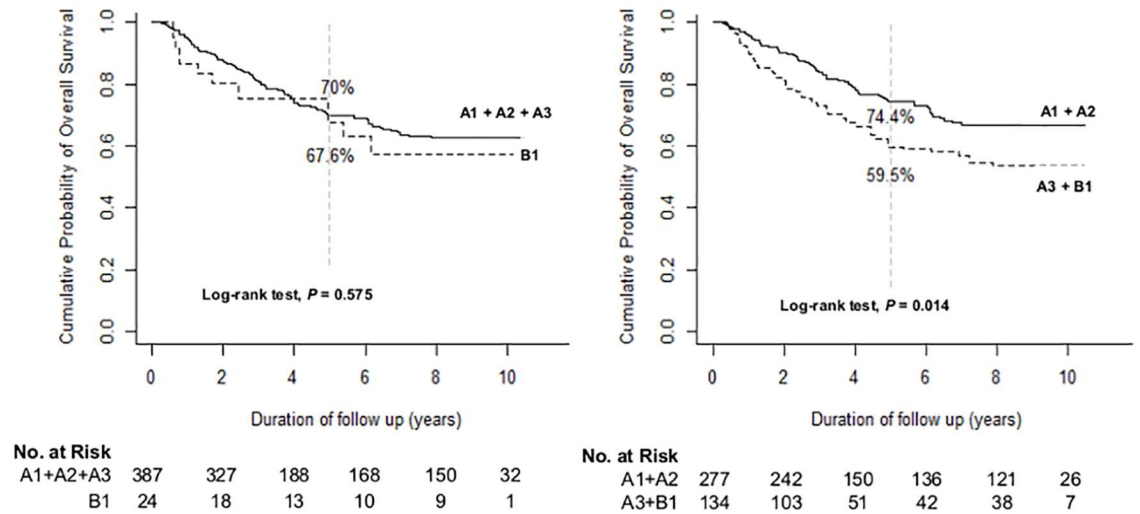 Cumulative Probability of Overall Survival
1.0
0.8
0.6
0.4
0.2
0.0
70%
67.6%
A1 + A2 + A3
B1
Log-rank test, P = 0.575
0 2 4 6 8 10
Duration of follow up (years)
No. at Risk
A1+A2+A3 387 327 188 168 150 32
B1 24 18 13 10 9 1
Cumulative Probability of Overall Survival
1.0
0.8
0.6
0.4
0.2
0.0
74.4%
59.5%
A1 + A2
A3 + B1
Log-rank test, P = 0.014
0 2 4 6 8 10
Duration of follow up (years)
No. at Risk
A1+A2 277 242 150 136 121 26
A3+B1 134 103 51 42 38 7